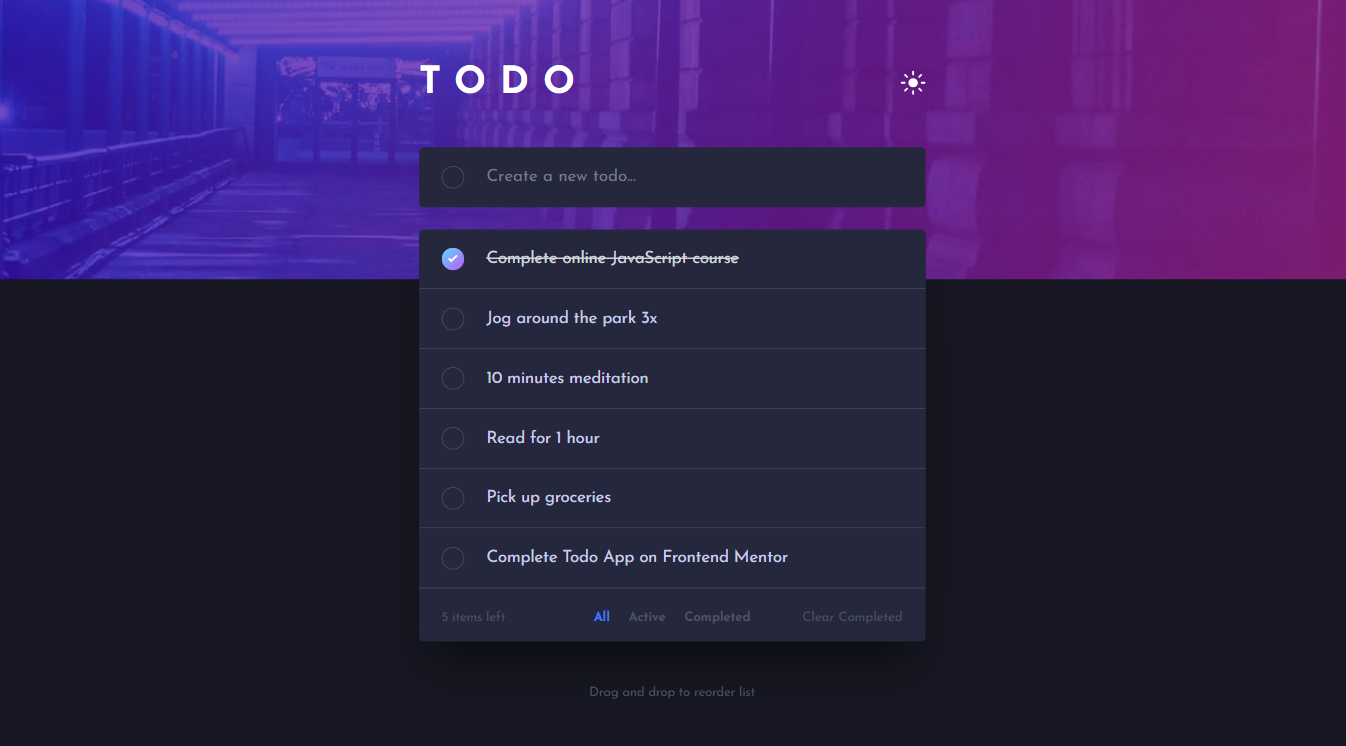 TODO
Create a new todo...
Complete online JavaScript course
Jog around the park 3x
10 minutes meditation
Read for 1 hour
Pick up groceries
Complete Todo App on Frontend Mentor
5 items left All Active Completed Clear Completed
Drag and drop to reorder list